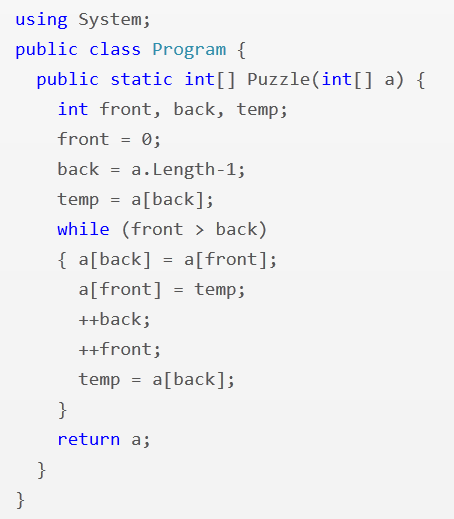 using System;
public class Program {
  public static int[] Puzzle(int[] a) {
    int front, back, temp;
    front = 0;
    back = a.Length-1;
    temp = a[back];
    while (front > back)
    { a[back] = a[front];
      a[front] = temp;
      ++back;
      ++front;
      temp = a[back];
    }
    return a;
  }
}